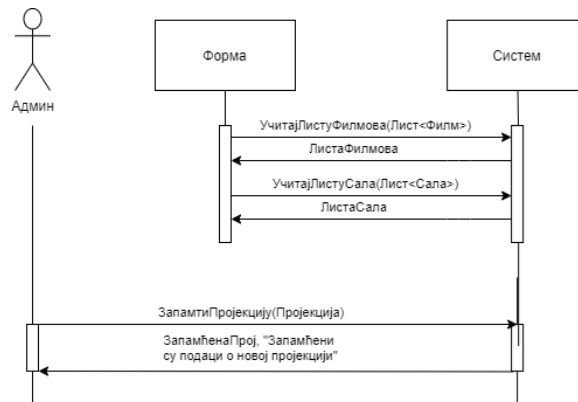 Форма
Систем
Админ
УчитајЛистуФилмова(Лист<Филм>)
ЛистаФилмова
УчитајЛистуСала(Лист<Сала>)
ЛистаСала
ЗапамтиПројекцију(Пројекција)
ЗапамћенаПрој, "Запамћени
су подаци о новој пројекцији"